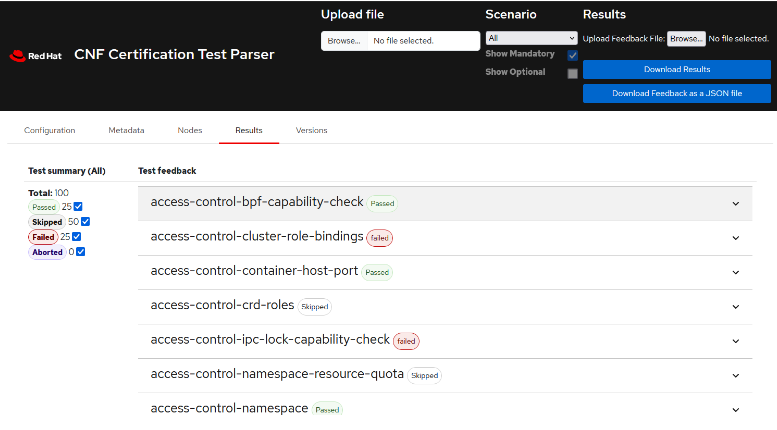 Red Hat
CNF Certification Test Parser
Upload file
Browse... No file selected.
Scenario
All
Show Mandatory
Show Optional
Results
Upload Feedback File: Browse... No file selected.
Download Results
Download Feedback as a JSON file
Configuration Metadata Nodes Results Versions
Test summary (All)
Total: 100
Passed 25
Skipped 50
Failed 25
Aborted 0
Test feedback
access-control-bpf-capability-check Passed
access-control-cluster-role-bindings failed
access-control-container-host-port Passed
access-control-crd-roles Skipped
access-control-ipc-lock-capability-check failed
access-control-namespace-resource-quota Skipped
access-control-namespace Passed